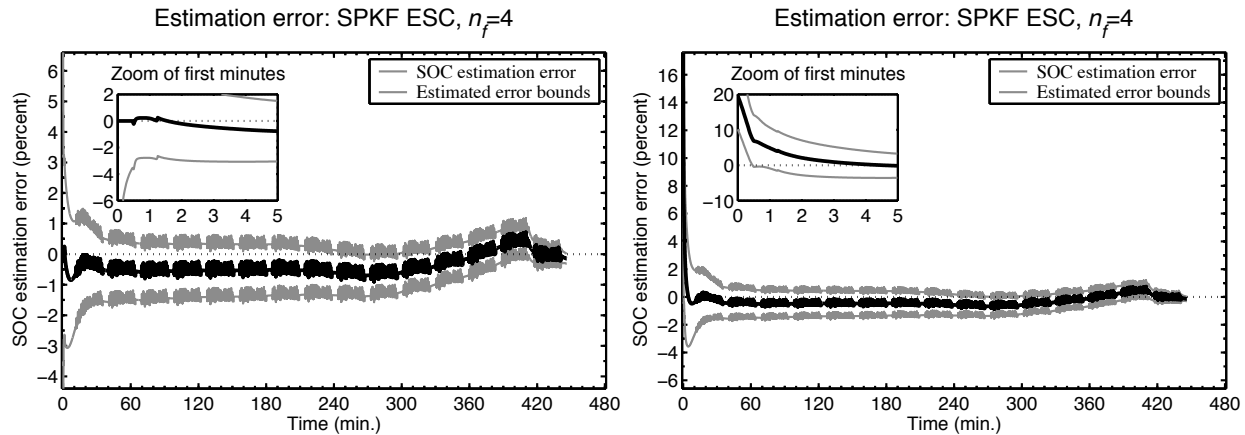 Estimation error: SPKF ESC, n_f=4
SOC estimation error (percent)
6
5
4
3
2
1
0
−1
−2
−3
−4
Zoom of first minutes
2
0
−2
−4
−6
0 1 2 3 4 5
SOC estimation error
Estimated error bounds
0 60 120 180 240 300 360 420 480
Time (min.)
Estimation error: SPKF ESC, n_f=4
SOC estimation error (percent)
16
14
12
10
8
6
4
2
0
−2
−4
−6
Zoom of first minutes
20
10
0
−10
0 1 2 3 4 5
SOC estimation error
Estimated error bounds
0 60 120 180 240 300 360 420 480
Time (min.)